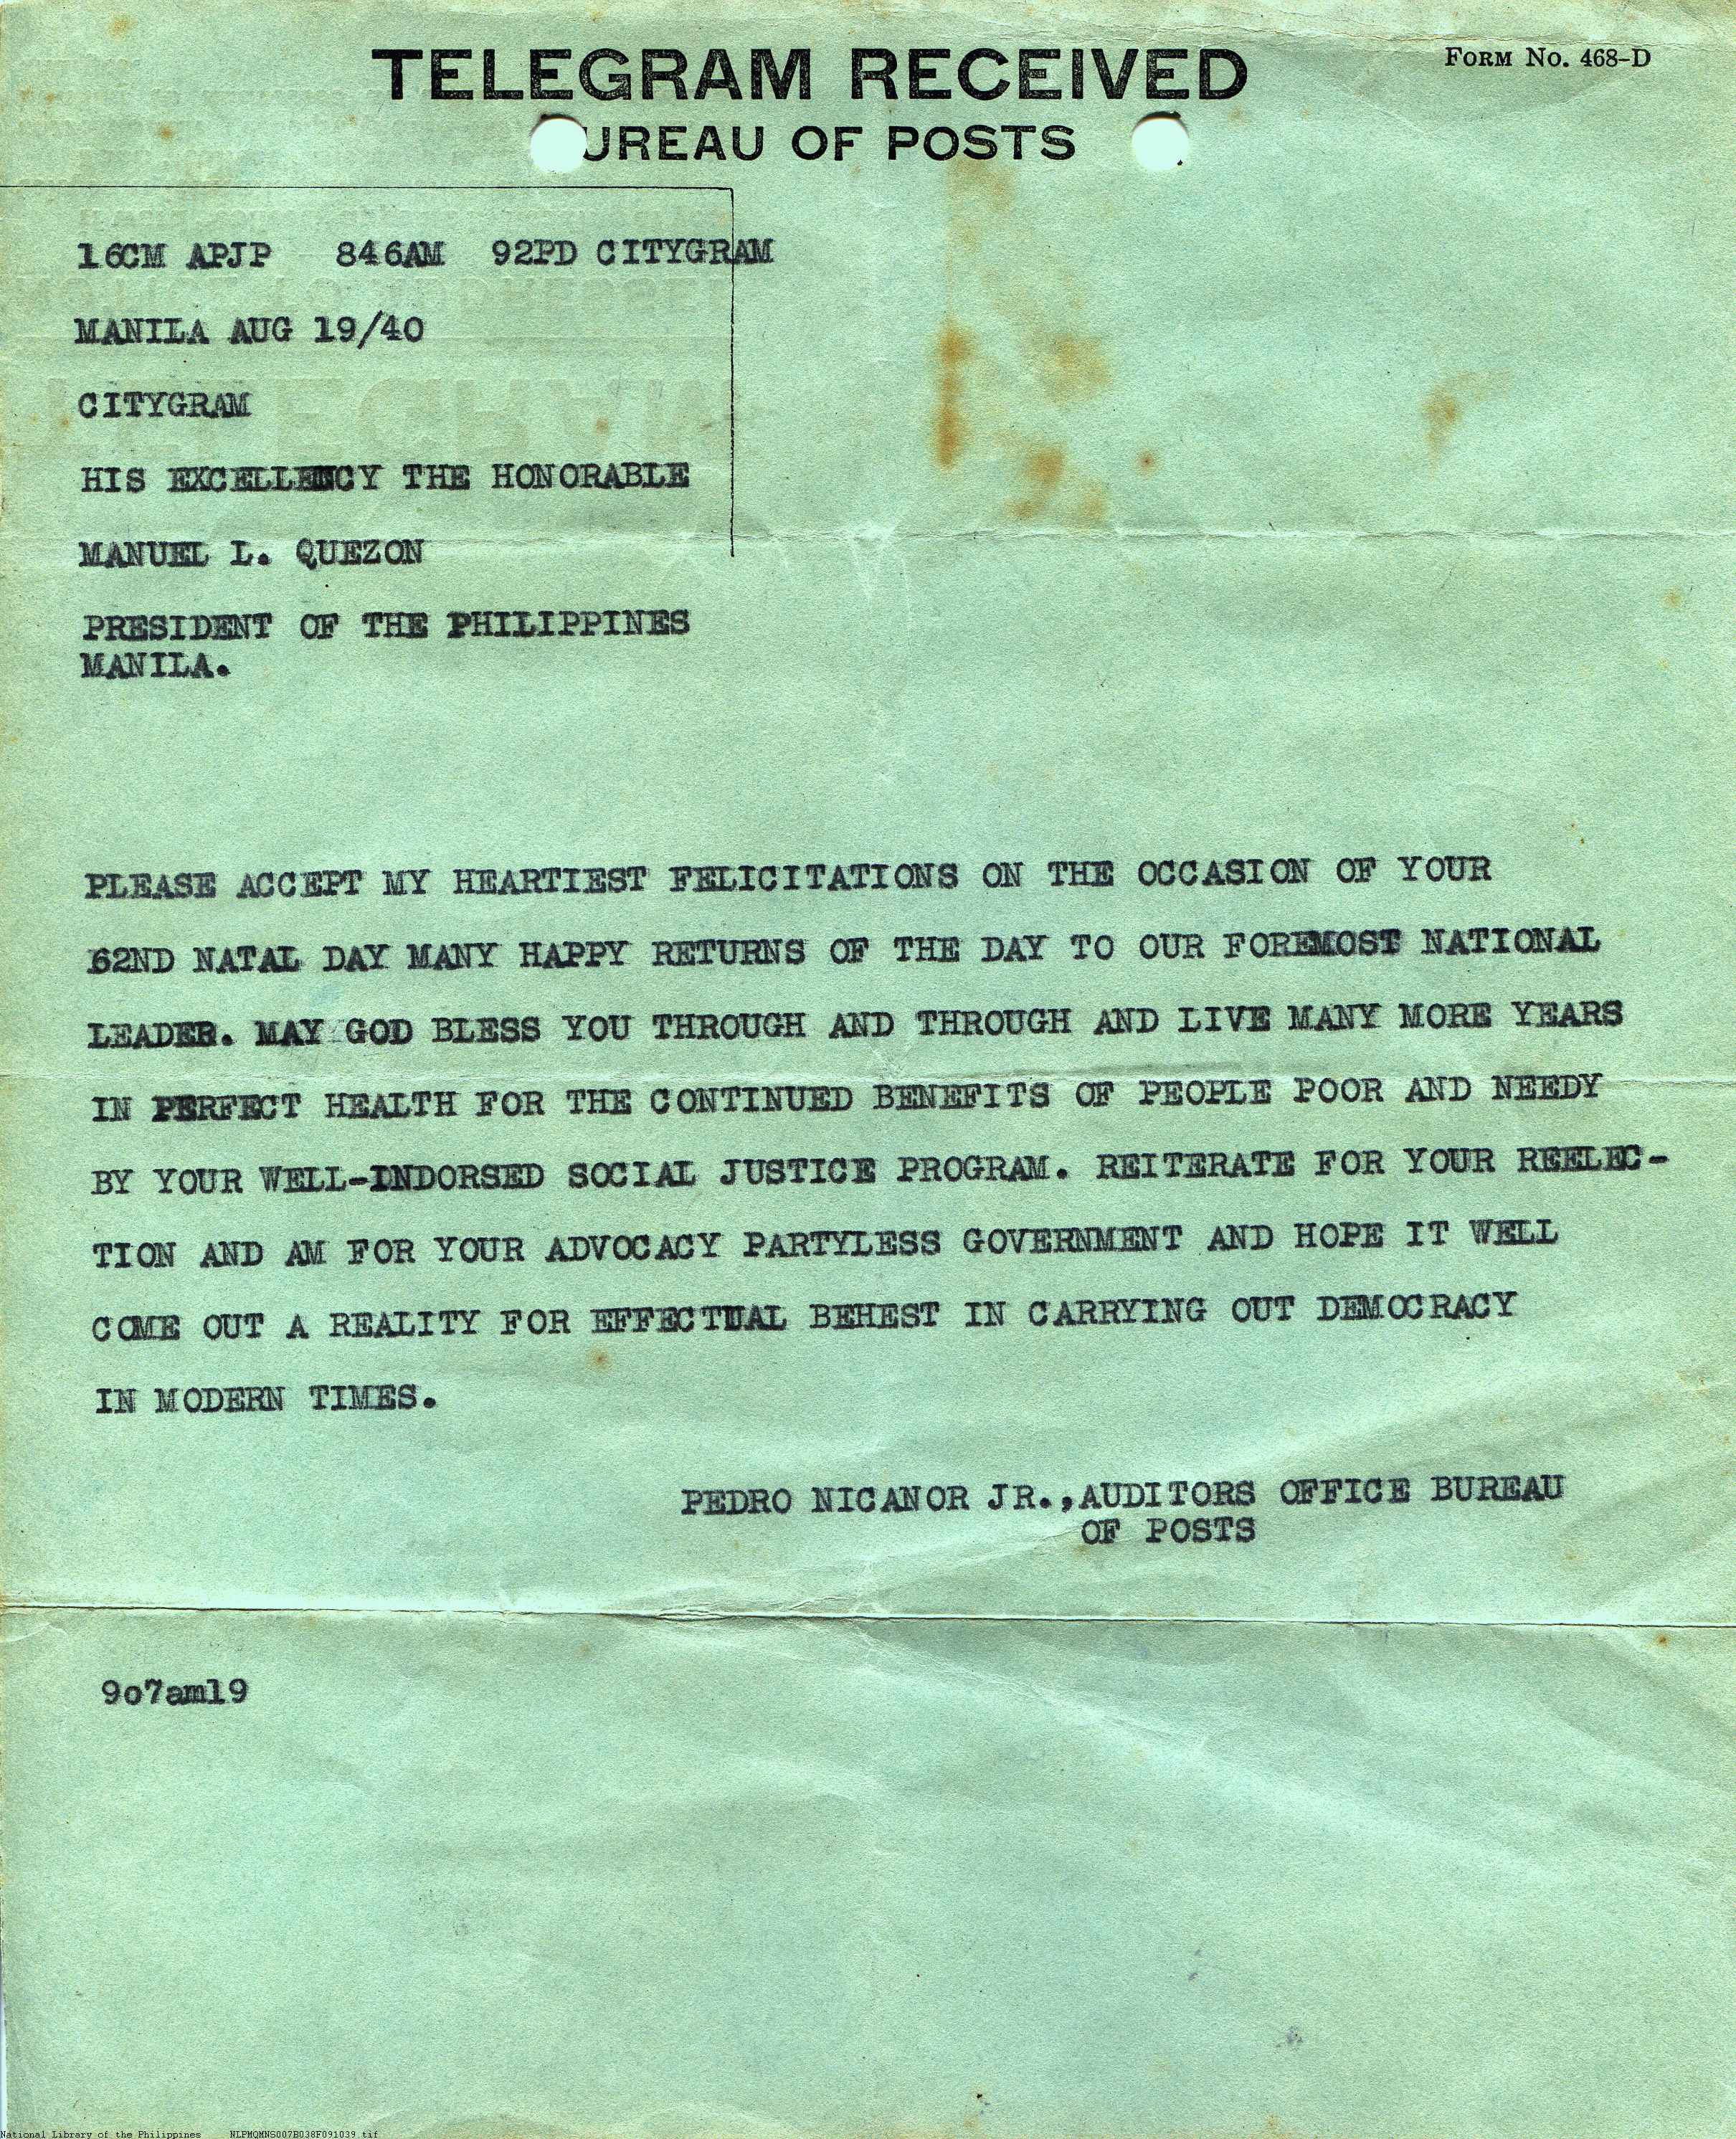 TELEGRAM RECEIVED
FORM NO. 468-D
UREAU OF POSTS
16CM APJP 846AM 92PD CITYGRAM
MANILA AUG 19/40
CITYGRAM
HIS EXCELLENCY THE HONORABLE
MANUEL L. QUEZON
PRESIDENT OF THE PHILIPPINES
MANILA.
PLEASE ACCEPT MY HEARTIEST FELICITATIONS ON THE OCCASION OF YOUR
62ND NATAL DAY MANY HAPPY RETURNS OF THE DAY TO OUR FOREMOST NATIONAL
LEADER. MAY GOD BLESS YOU THROUGH AND THROUGH AND LIVE MANY MORE YEARS
IN PERFECT HEALTH FOR THE CONTINUED BENEFITS OF PEOPLE POOR AND NEEDY
BY YOUR WELL-INDORSED SOCIAL JUSTICE PROGRAM. REITERATE FOR YOUR REELEC-
TION AND AM FOR YOUR ADVOCACY PARTYLESS GOVERNMENT AND HOPE IT WELL
COME OUT A REALITY FOR EFFECTUAL BEHEST IN CARRYING OUT DEMOCRACY
IN MODERN TIMES.
PEDRO NICANOR JR.,AUDITORS OFFICE BUREAU
OF POSTS
9o7am19
National Library of the Philippines NLPMQMNS007B038F091039.tif